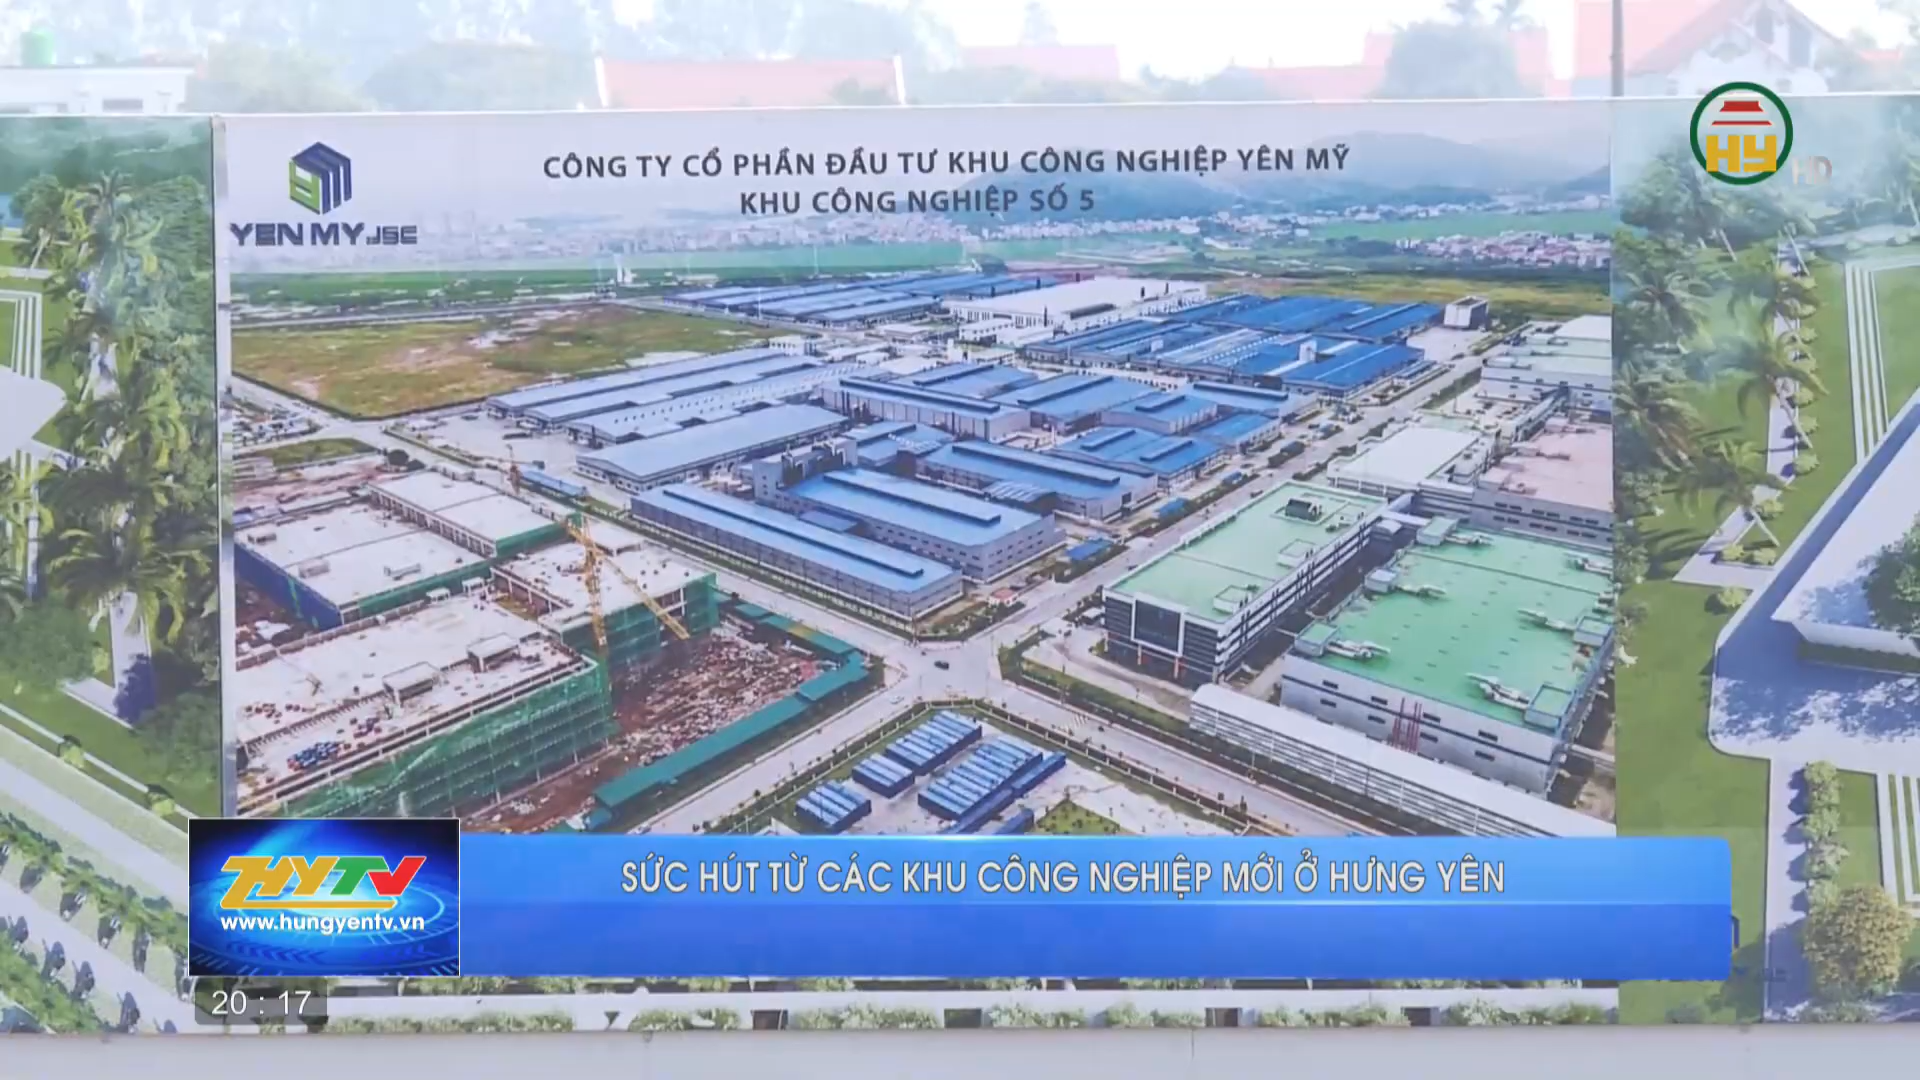 CÔNG TY CỔ PHẦN ĐẦU TƯ KHU CÔNG NGHIỆP YÊN MỸ
KHU CÔNG NGHIỆP SỐ 5
YEN MY.JSC
HY HD
SỨC HÚT TỪ CÁC KHU CÔNG NGHIỆP MỚI Ở HƯNG YÊN
HYTV
www.hungyentv.vn
20 : 17